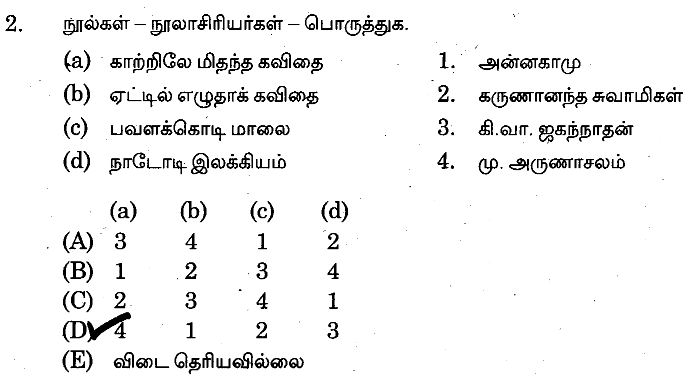 2. நூல்கள் – நூலாசிரியர்கள் – பொருத்துக.
(a) காற்றிலே மிதந்த கவிதை 1. அன்னகாமு
(b) ஏட்டில் எழுதாக் கவிதை 2. கருணானந்த சுவாமிகள்
(c) பவளக்கொடி மாலை 3. கி.வா. ஜகந்நாதன்
(d) நாடோடி இலக்கியம் 4. மு. அருணாசலம்
(a) (b) (c) (d)
(A) 3 4 1 2
(B) 1 2 3 4
(C) 2 3 4 1
(D) 4 1 2 3
(E) விடை தெரியவில்லை